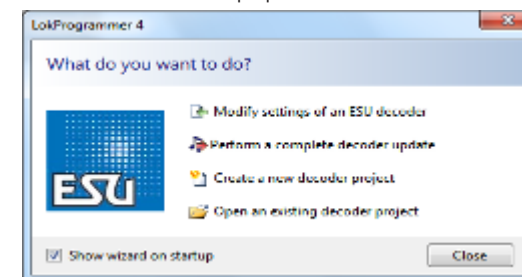 LokProgrammer 4
What do you want to do?
Modify settings of an ESU decoder
Perform a complete decoder update
Create a new decoder project
ESU
Open an existing decoder project
Show wizard on startup
Close